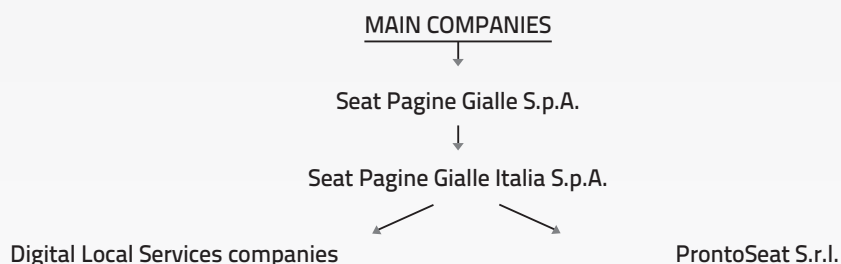 MAIN COMPANIES
Seat Pagine Gialle S.p.A.
Seat Pagine Gialle Italia S.p.A.
Digital Local Services companies
ProntoSeat S.r.l.